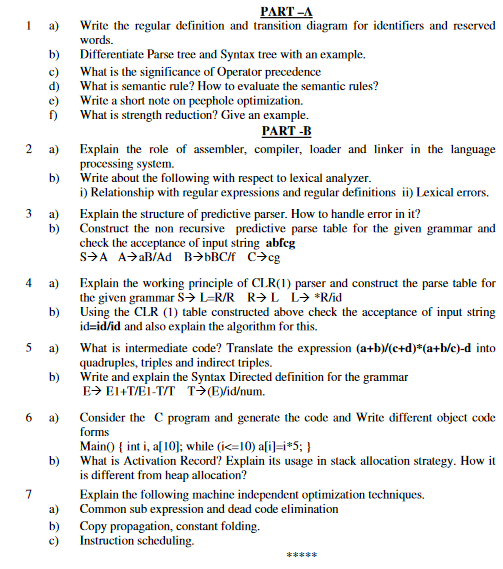 PART –A
1 a) Write the regular definition and transition diagram for identifiers and reserved
words.
b) Differentiate Parse tree and Syntax tree with an example.
c) What is the significance of Operator precedence
d) What is semantic rule? How to evaluate the semantic rules?
e) Write a short note on peephole optimization.
f) What is strength reduction? Give an example.
PART -B
2 a) Explain the role of assembler, compiler, loader and linker in the language
processing system.
b) Write about the following with respect to lexical analyzer.
i) Relationship with regular expressions and regular definitions ii) Lexical errors.
3 a) Explain the structure of predictive parser. How to handle error in it?
b) Construct the non recursive predictive parse table for the given grammar and
check the acceptance of input string abfcg
S→A A→aB/Ad B→bBC/f C→cg
4 a) Explain the working principle of CLR(1) parser and construct the parse table for
the given grammar S→ L=R/R R→ L L→ *R/id
b) Using the CLR (1) table constructed above check the acceptance of input string
id=id/id and also explain the algorithm for this.
5 a) What is intermediate code? Translate the expression (a+b)/(c+d)*(a+b/c)-d into
quadruples, triples and indirect triples.
b) Write and explain the Syntax Directed definition for the grammar
E→ E1+T/E1-T/T T→(E)/id/num.
6 a) Consider the C program and generate the code and Write different object code
forms
Main() { int i, a[10]; while (i<=10) a[i]=i*5; }
b) What is Activation Record? Explain its usage in stack allocation strategy. How it
is different from heap allocation?
7 Explain the following machine independent optimization techniques.
a) Common sub expression and dead code elimination
b) Copy propagation, constant folding.
c) Instruction scheduling.
*****